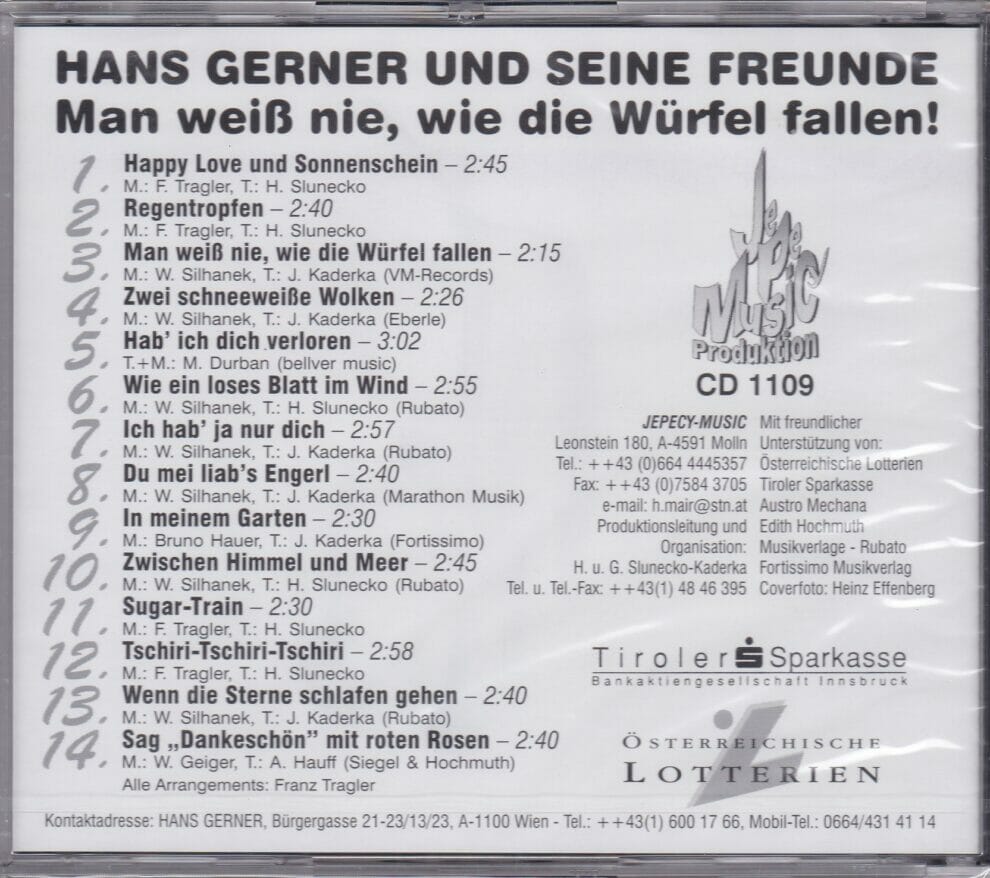 HANS GERNER UND SEINE FREUNDE
Man weiß nie, wie die Würfel fallen!
1. Happy Love und Sonnenschein – 2:45
M.: F. Tragler, T.: H. Slunecko
2. Regentropfen – 2:40
M.: F. Tragler, T.: H. Slunecko
3. Man weiß nie, wie die Würfel fallen – 2:15
M.: W. Silhanek, T.: J. Kaderka (VM-Records)
4. Zwei schneeweiße Wolken – 2:26
M.: W. Silhanek, T.: J. Kaderka (Eberle)
5. Hab' ich dich verloren – 3:02
T.+M.: M. Durban (bellver music)
6. Wie ein loses Blatt im Wind – 2:55
M.: W. Silhanek, T.: H. Slunecko (Rubato)
7. Ich hab' ja nur dich – 2:57
M.: W. Silhanek, T.: J. Kaderka (Rubato)
8. Du mei liab's Engerl – 2:40
M.: W. Silhanek, T.: J. Kaderka (Marathon Musik)
9. In meinem Garten – 2:30
M.: Bruno Hauer, T.: J. Kaderka (Fortissimo)
10. Zwischen Himmel und Meer – 2:45
M.: W. Silhanek, T.: H. Slunecko (Rubato)
11. Sugar-Train – 2:30
M.: F. Tragler, T.: H. Slunecko
12. Tschiri-Tschiri-Tschiri – 2:58
M.: F. Tragler, T.: H. Slunecko
13. Wenn die Sterne schlafen gehen – 2:40
M.: W. Silhanek, T.: J. Kaderka (Rubato)
14. Sag „Dankeschön” mit roten Rosen – 2:40
M.: W. Geiger, T.: A. Hauff (Siegel & Hochmuth)
Alle Arrangements: Franz Tragler
JePe
Music
Produktion
CD 1109
JEPECY-MUSIC
Leonstein 180, A-4591 Molln
Tel.: ++43 (0)664 4445357
Fax: ++43 (0)7584 3705
e-mail: h.mair@stn.at
Produktionsleitung und
Organisation:
H. u. G. Slunecko-Kaderka
Tel. u. Tel.-Fax: ++43(1) 48 46 395
Mit freundlicher
Unterstützung von:
Österreichische Lotterien
Tiroler Sparkasse
Austro Mechana
Edith Hochmuth
Musikverlage - Rubato
Fortissimo Musikverlag
Coverfoto: Heinz Effenberg
Tiroler Sparkasse
Bankaktiengesellschaft Innsbruck
ÖSTERREICHISCHE
LOTTERIEN
Kontaktadresse: HANS GERNER, Bürgergasse 21-23/13/23, A-1100 Wien - Tel.: ++43(1) 600 17 66, Mobil-Tel.: 0664/431 41 14